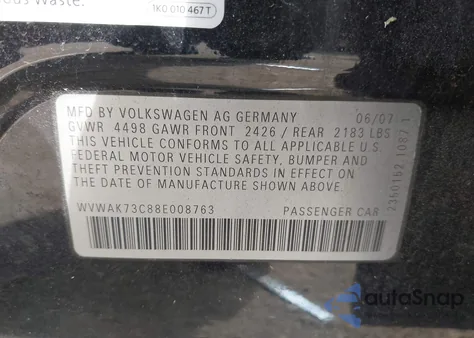 ous Waste.
1K0 010 467 T
MFD BY VOLKSWAGEN AG GERMANY 06/07
GVWR 4498 GAWR FRONT 2426 / REAR 2183 LBS
THIS VEHICLE CONFORMS TO ALL APPLICABLE U.S.
FEDERAL MOTOR VEHICLE SAFETY, BUMPER AND
THEFT PREVENTION STANDARDS IN EFFECT ON
THE DATE OF MANUFACTURE SHOWN ABOVE.
WVWAK73C88E008763 PASSENGER CAR
autoSnap